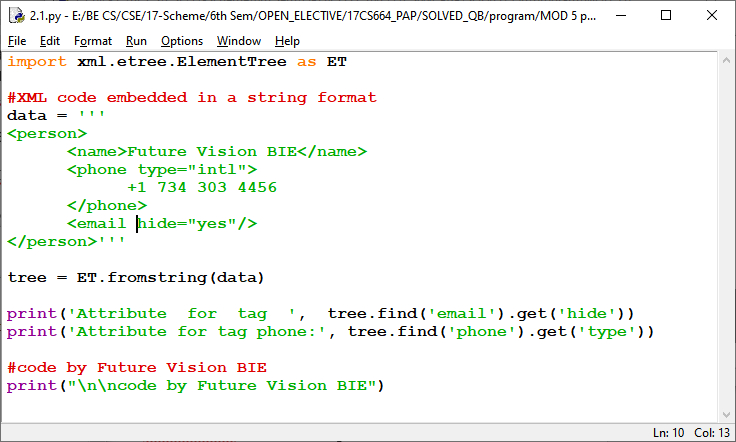 2.1.py - E:/BE CS/CSE/17-Scheme/6th Sem/OPEN_ELECTIVE/17CS664_PAP/SOLVED_QB/program/MOD 5 p...
File Edit Format Run Options Window Help
import xml.etree.ElementTree as ET

#XML code embedded in a string format
data = '''
<person>
      <name>Future Vision BIE</name>
      <phone type="intl">
            +1 734 303 4456
      </phone>
      <email hide="yes"/>
</person>'''

tree = ET.fromstring(data)

print('Attribute  for  tag  ',  tree.find('email').get('hide'))
print('Attribute for tag phone:', tree.find('phone').get('type'))

#code by Future Vision BIE
print("\n\ncode by Future Vision BIE")
Ln: 10 Col: 13